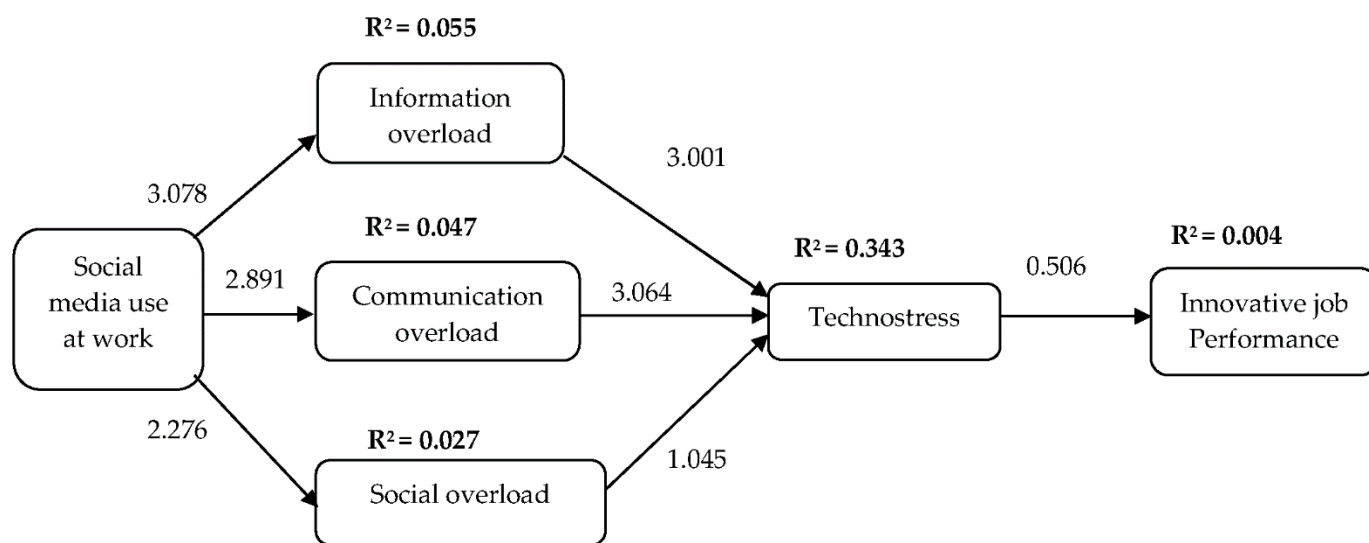 R² = 0.055
Information
overload
3.001
3.078
R² = 0.047
R² = 0.343
R² = 0.004
Social
media use
at work
2.891
Communication
overload
3.064
Technostress
0.506
Innovative job
Performance
2.276
R² = 0.027
1.045
Social overload